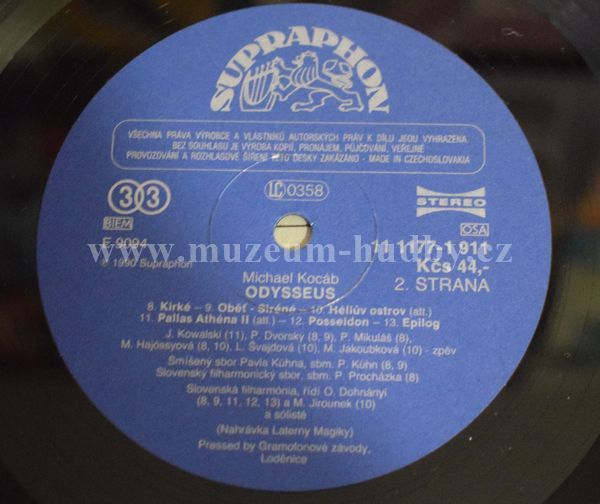 SUPRAPHON
VŠECHNA PRÁVA VÝROBCE A VLASTNÍKŮ AUTORSKÝCH PRÁV K DÍLU JSOU VYHRAZENA.
BEZ SOUHLASU JE VÝROBA KOPIÍ, PRONÁJEM, PŮJČOVÁNÍ, VEŘEJNÉ
PROVOZOVÁNÍ A ROZHLASOVÉ ŠÍŘENÍ TÉTO DESKY ZAKÁZÁNO - MADE IN CZECHOSLOVAKIA
33
LC 0358
STEREO
BIEM
OSA
E 9094
11 1177-1 911
www.muzeum-hudby.cz
℗ 1990 Supraphon
Kčs 44,-
Michael Kocáb
2. STRANA
ODYSSEUS
8. Kirké – 9. Oběť - Siréné – 10. Héliův ostrov (att.)
11. Pallas Athéna II (att.) – 12. Posseidon – 13. Epilog
J. Kowalski (11), P. Dvorský (8, 9), P. Mikuláš (8),
M. Hajóssyová (8, 10), L. Švajdová (10), M. Jakoubková (10) - zpěv
Smíšený sbor Pavla Kühna, sbm. P. Kühn (8, 9)
Slovenský filharmonický sbor, sbm. P. Procházka (8)
Slovenská filharmónia, řídí O. Dohnányi
(8, 9, 11, 12, 13) a M. Jirounek (10)
a sólisté
(Nahrávka Laterny Magiky)
Pressed by Gramofonové závody,
Loděnice